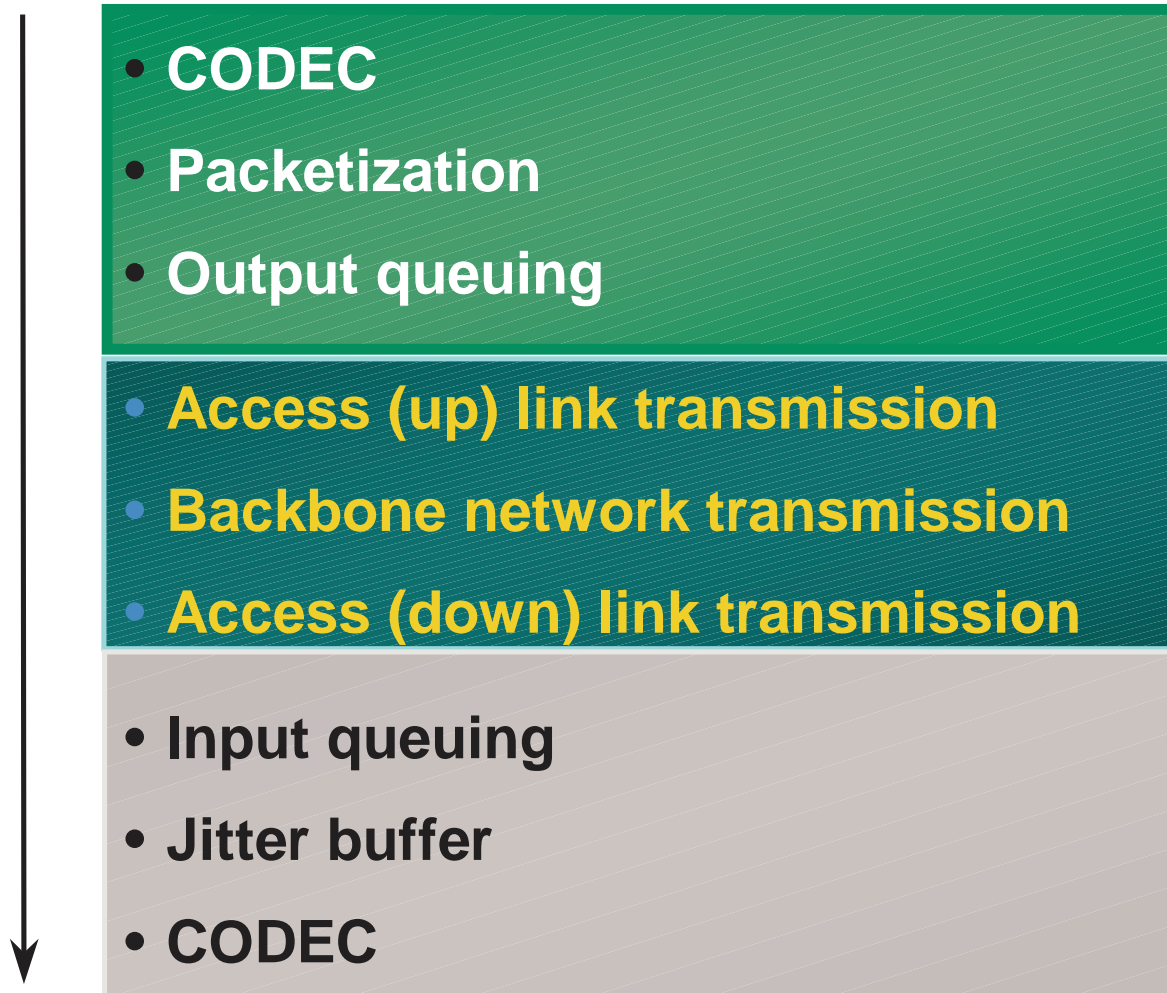 • CODEC
• Packetization
• Output queuing
• Access (up) link transmission
• Backbone network transmission
• Access (down) link transmission
• Input queuing
• Jitter buffer
• CODEC